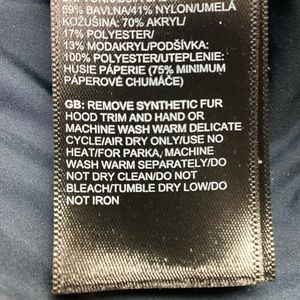 59% BAVLNA/41% NYLON/UMELÁ
KOŽUŠINA: 70% AKRYL/
17% POLYESTER/
13% MODAKRYL/PODŠÍVKA:
100% POLYESTER/UTEPLENIE:
HUSIE PÁPERIE (75% MINIMUM
PÁPEROVÉ CHUMÁČE)
GB: REMOVE SYNTHETIC FUR
HOOD TRIM AND HAND OR
MACHINE WASH WARM DELICATE
CYCLE/AIR DRY ONLY/USE NO
HEAT/FOR PARKA, MACHINE
WASH WARM SEPARATELY/DO
NOT DRY CLEAN/DO NOT
BLEACH/TUMBLE DRY LOW/DO
NOT IRON